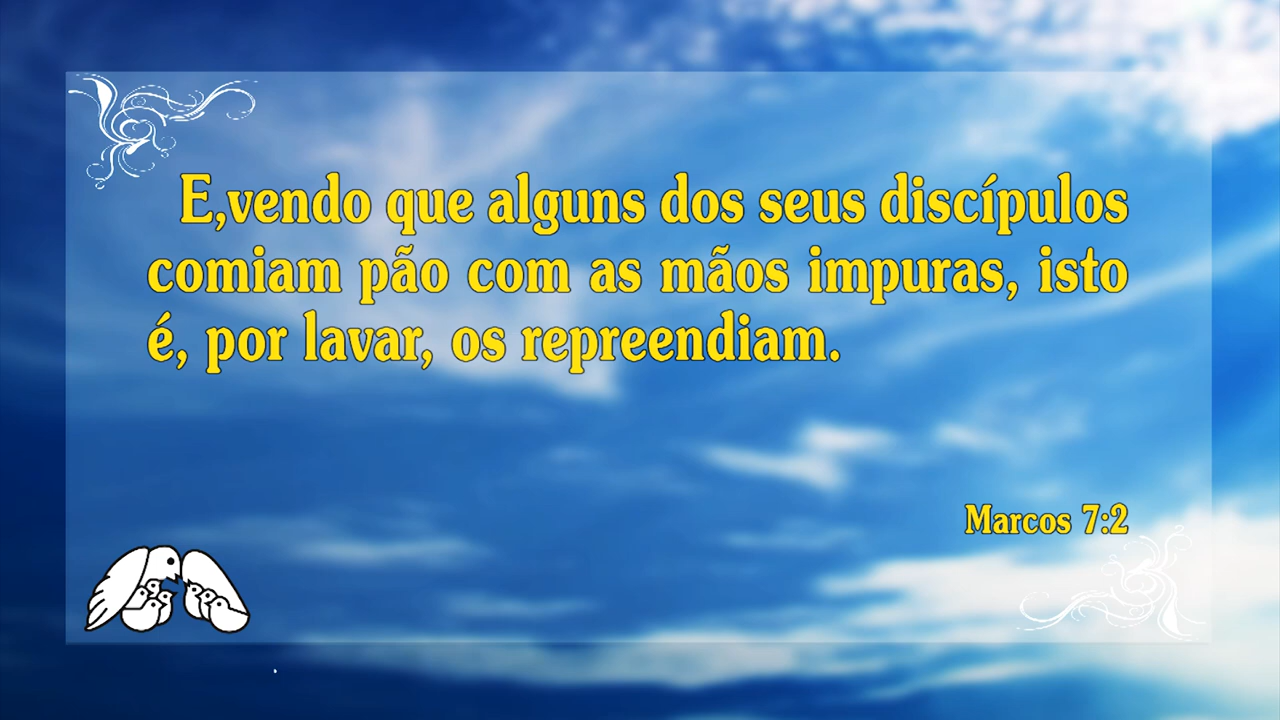 E,vendo que alguns dos seus discípulos
comiam pão com as mãos impuras, isto
é, por lavar, os repreendiam.
Marcos 7:2